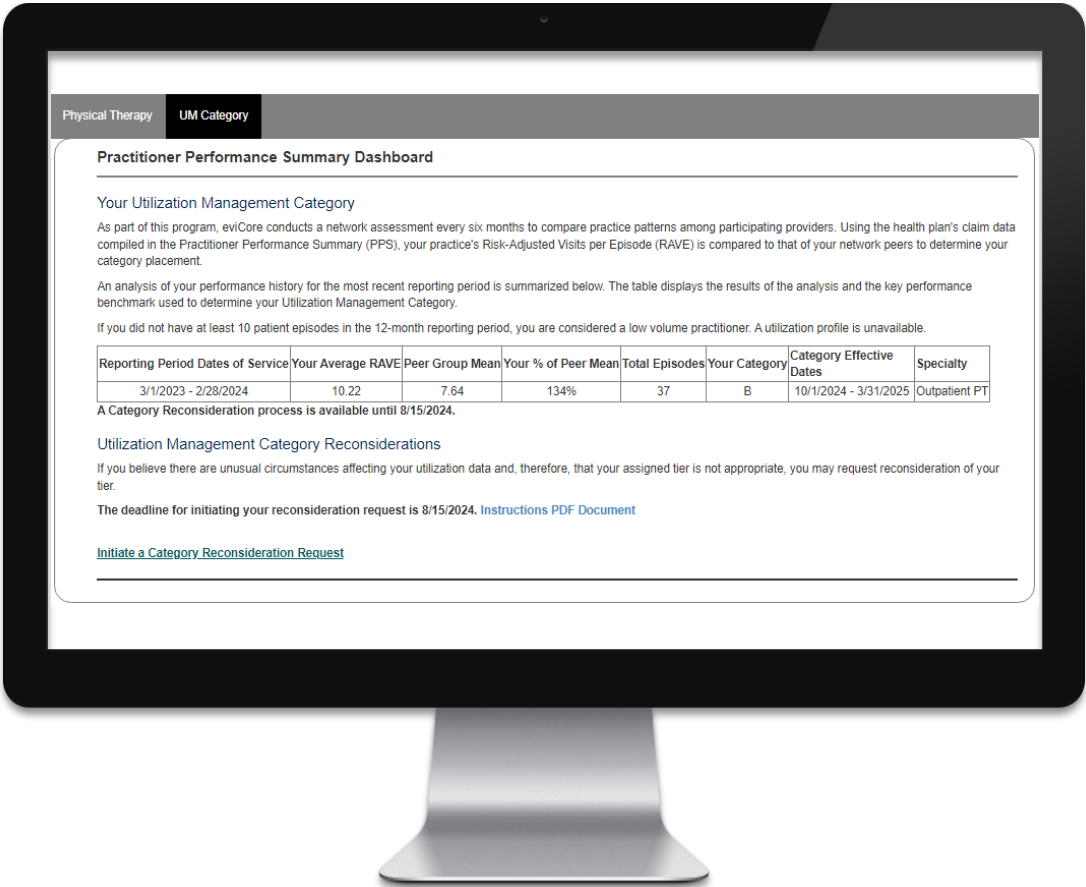 Physical Therapy UM Category
Practitioner Performance Summary Dashboard
Your Utilization Management Category
As part of this program, eviCore conducts a network assessment every six months to compare practice patterns among participating providers. Using the health plan's claim data
compiled in the Practitioner Performance Summary (PPS), your practice's Risk-Adjusted Visits per Episode (RAVE) is compared to that of your network peers to determine your
category placement.
An analysis of your performance history for the most recent reporting period is summarized below. The table displays the results of the analysis and the key performance
benchmark used to determine your Utilization Management Category.
If you did not have at least 10 patient episodes in the 12-month reporting period, you are considered a low volume practitioner. A utilization profile is unavailable.
Reporting Period Dates of Service Your Average RAVE Peer Group Mean Your % of Peer Mean Total Episodes Your Category Category Effective Dates Specialty
3/1/2023 - 2/28/2024 10.22 7.64 134% 37 B 10/1/2024 - 3/31/2025 Outpatient PT
A Category Reconsideration process is available until 8/15/2024.
Utilization Management Category Reconsiderations
If you believe there are unusual circumstances affecting your utilization data and, therefore, that your assigned tier is not appropriate, you may request reconsideration of your
tier.
The deadline for initiating your reconsideration request is 8/15/2024. Instructions PDF Document
Initiate a Category Reconsideration Request